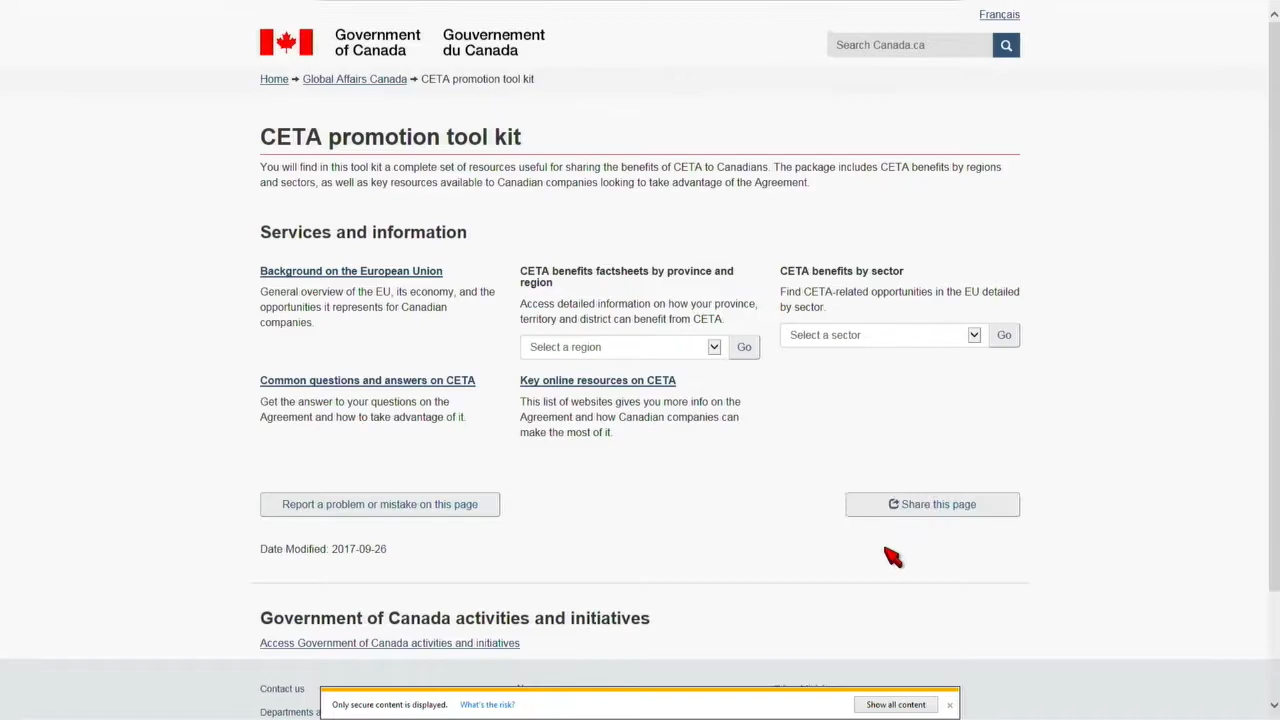 Français
Government of Canada
Gouvernement du Canada
Search Canada.ca
Home ➞ Global Affairs Canada ➞ CETA promotion tool kit
CETA promotion tool kit
You will find in this tool kit a complete set of resources useful for sharing the benefits of CETA to Canadians. The package includes CETA benefits by regions
and sectors, as well as key resources available to Canadian companies looking to take advantage of the Agreement.
Services and information
Background on the European Union
General overview of the EU, its economy, and the
opportunities it represents for Canadian
companies.
CETA benefits factsheets by province and
region
Access detailed information on how your province,
territory and district can benefit from CETA.
Select a region
Go
CETA benefits by sector
Find CETA-related opportunities in the EU detailed
by sector.
Select a sector
Go
Common questions and answers on CETA
Get the answer to your questions on the
Agreement and how to take advantage of it.
Key online resources on CETA
This list of websites gives you more info on the
Agreement and how Canadian companies can
make the most of it.
Report a problem or mistake on this page
Share this page
Date Modified: 2017-09-26
Government of Canada activities and initiatives
Access Government of Canada activities and initiatives
Contact us
Departments
Only secure content is displayed.
What's the risk?
Show all content